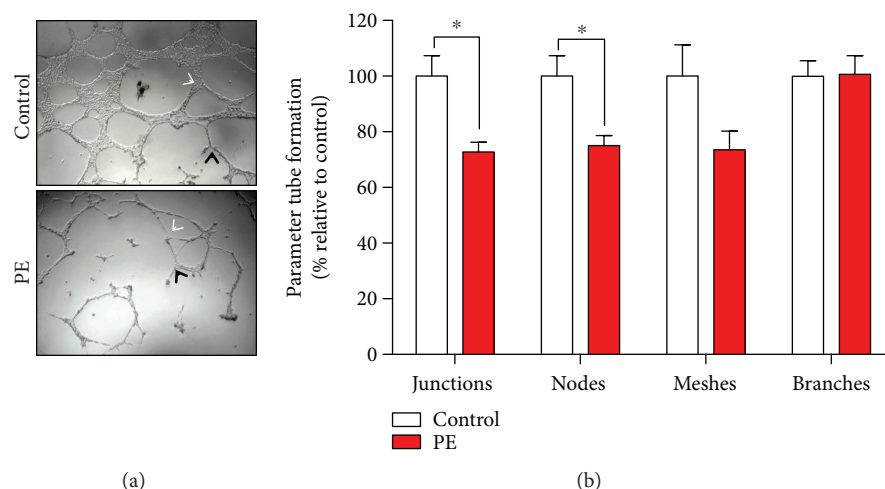 Control
PE
(a)
Parameter tube formation
(% relative to control)
120
100
80
60
40
20
0
*
*
Junctions
Nodes
Meshes
Branches
Control
PE
(b)